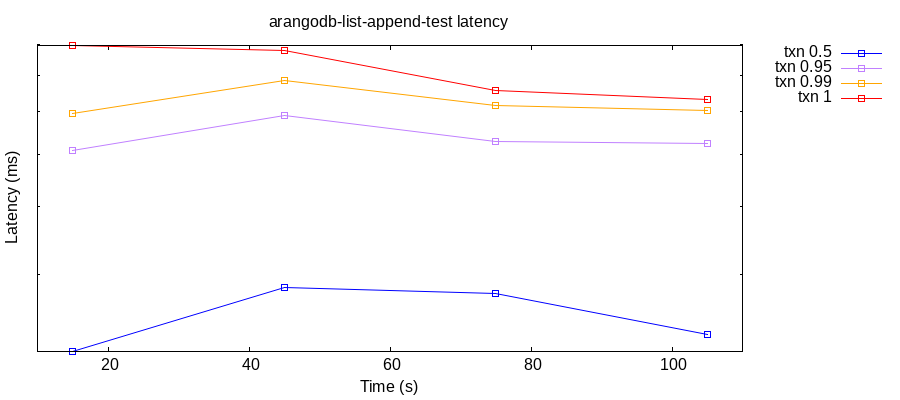 arangodb-list-append-test latency
txn 0.5
txn 0.95
txn 0.99
txn 1
Latency (ms)
20 40 60 80 100
Time (s)